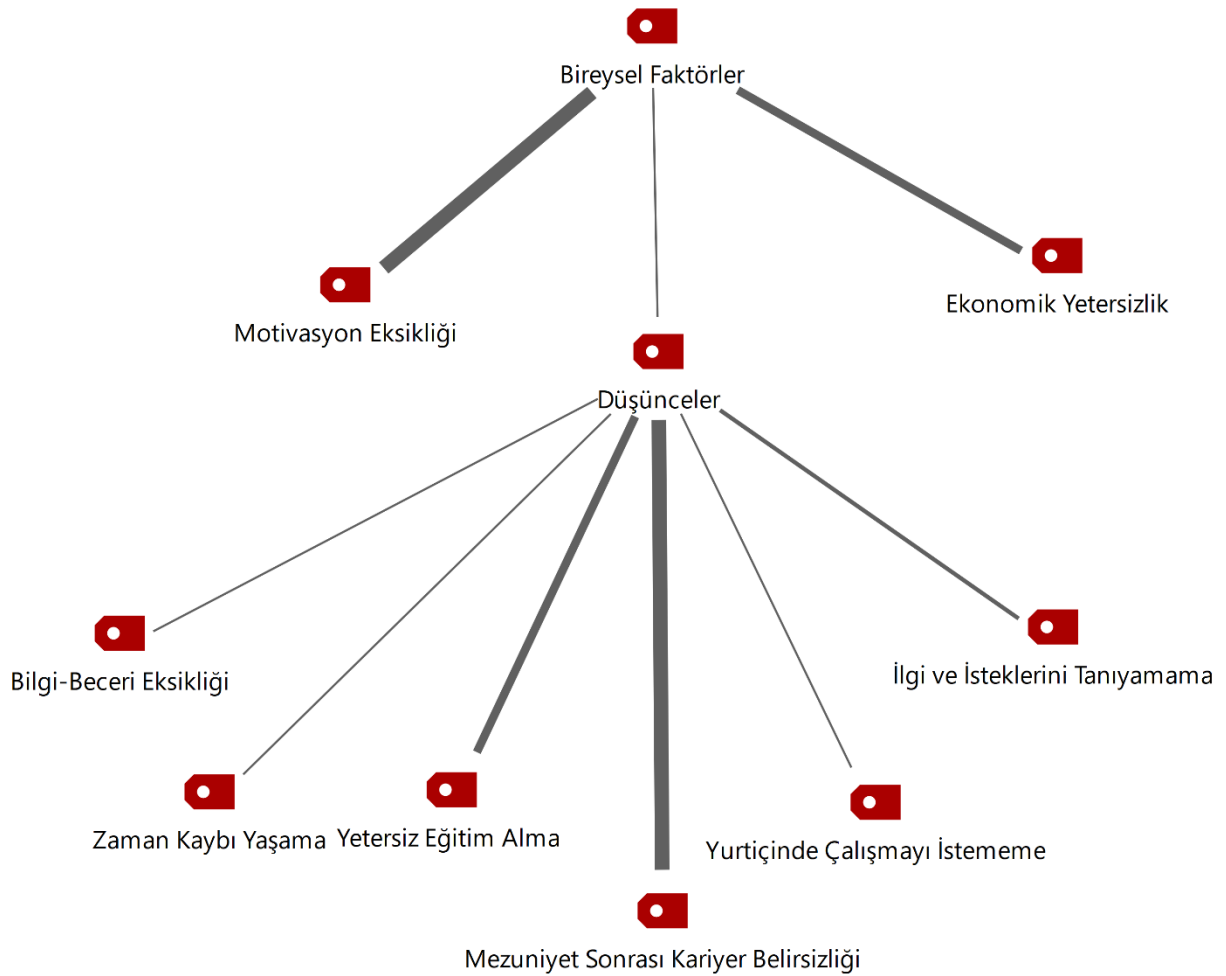 Bireysel Faktörler
Motivasyon Eksikliği
Ekonomik Yetersizlik
Düşünceler
Bilgi-Beceri Eksikliği
İlgi ve İsteklerini Tanıyamama
Zaman Kaybı Yaşama
Yetersiz Eğitim Alma
Yurtiçinde Çalışmayı İstememe
Mezuniyet Sonrası Kariyer Belirsizliği